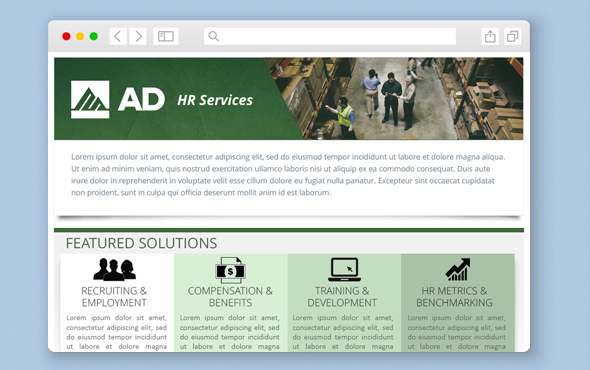 AD HR Services
Lorem ipsum dolor sit amet, consectetur adipiscing elit, sed do eiusmod tempor incididunt ut labore et dolore magna aliqua.
Ut enim ad minim veniam, quis nostrud exercitation ullamco laboris nisi ut aliquip ex ea commodo consequat. Duis aute
irure dolor in reprehenderit in voluptate velit esse cillum dolore eu fugiat nulla pariatur. Excepteur sint occaecat cupidatat
non proident, sunt in culpa qui officia deserunt mollit anim id est laborum.
FEATURED SOLUTIONS
RECRUITING &
EMPLOYMENT
Lorem ipsum dolor sit amet,
consectetur adipiscing elit, sed
do eiusmod tempor incididunt
ut labore et dolore magna
COMPENSATION &
BENEFITS
Lorem ipsum dolor sit amet,
consectetur adipiscing elit, sed
do eiusmod tempor incididunt
ut labore et dolore magna
TRAINING &
DEVELOPMENT
Lorem ipsum dolor sit amet,
consectetur adipiscing elit, sed
do eiusmod tempor incididunt
ut labore et dolore magna
HR METRICS &
BENCHMARKING
Lorem ipsum dolor sit amet,
consectetur adipiscing elit, sed
do eiusmod tempor incididunt
ut labore et dolore magna